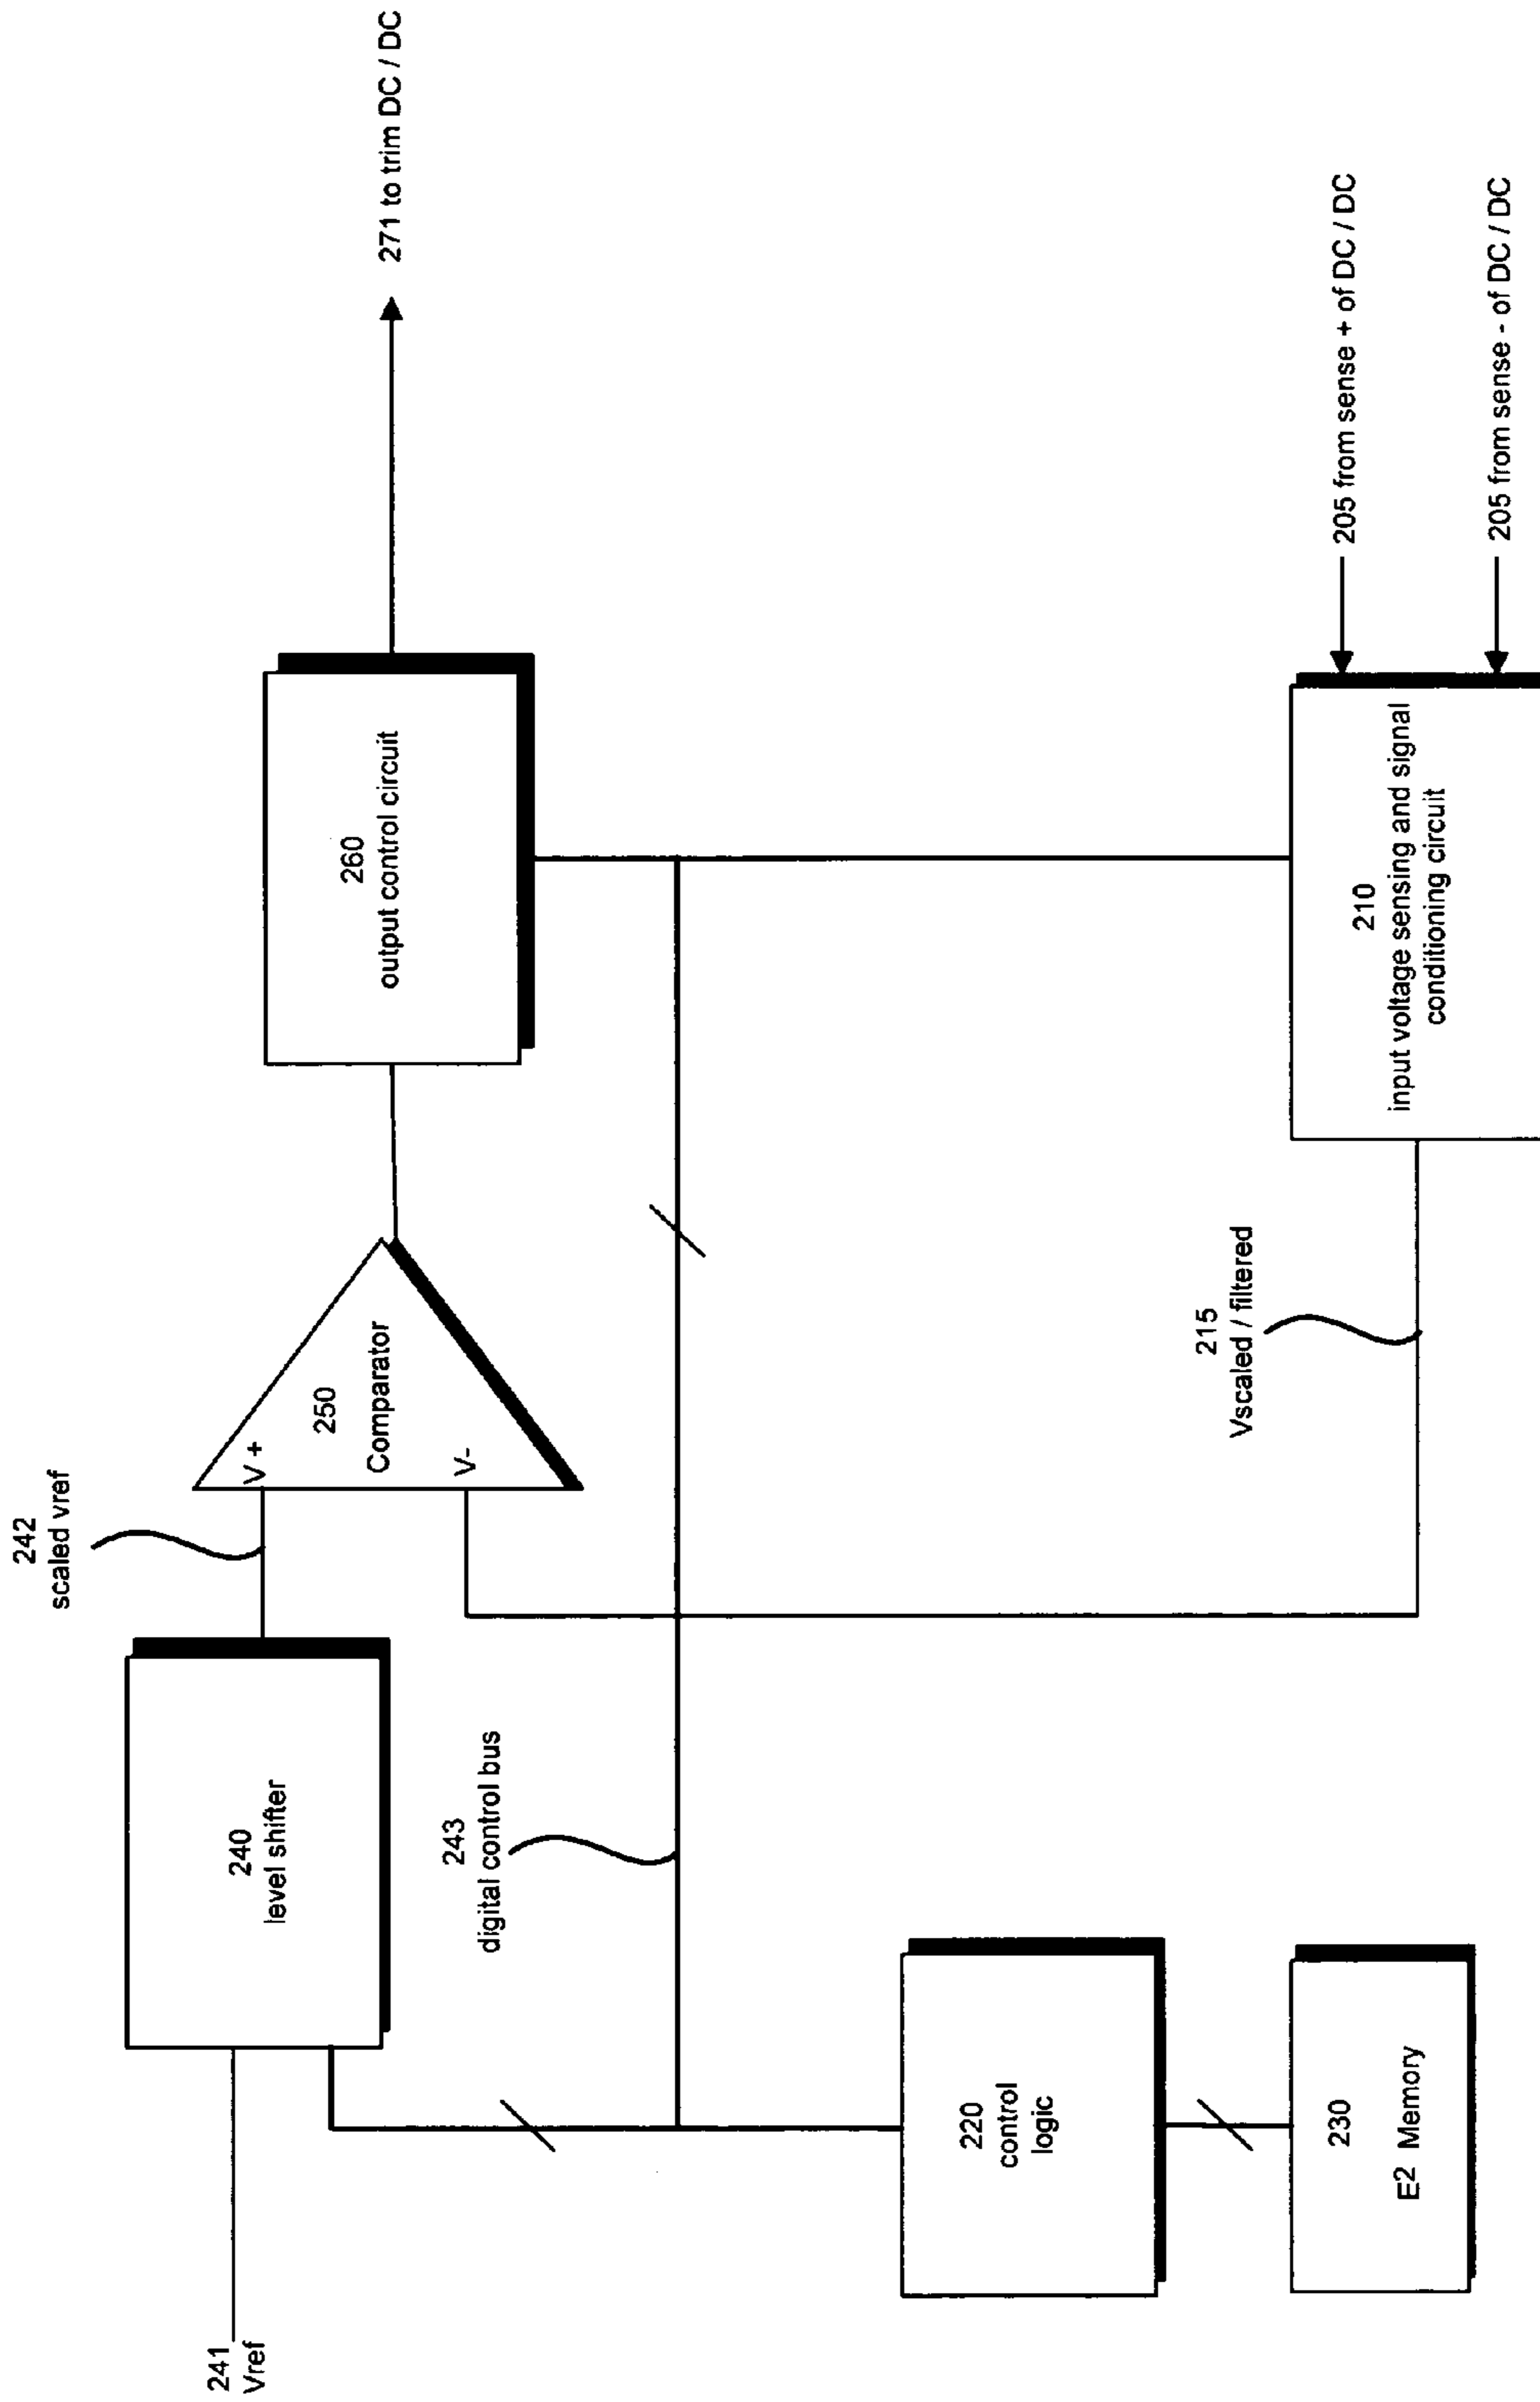 242
scaled vref
241
Vref
240
level shifter
V +
250
Comparator
V-
260
output control circuit
271 to trim DC / DC
243
digital control bus
220
control
logic
230
E2 Memory
215
Vscaled / filtered
210
input voltage sensing and signal
conditioning circuit
205 from sense + of DC / DC
205 from sense - of DC / DC